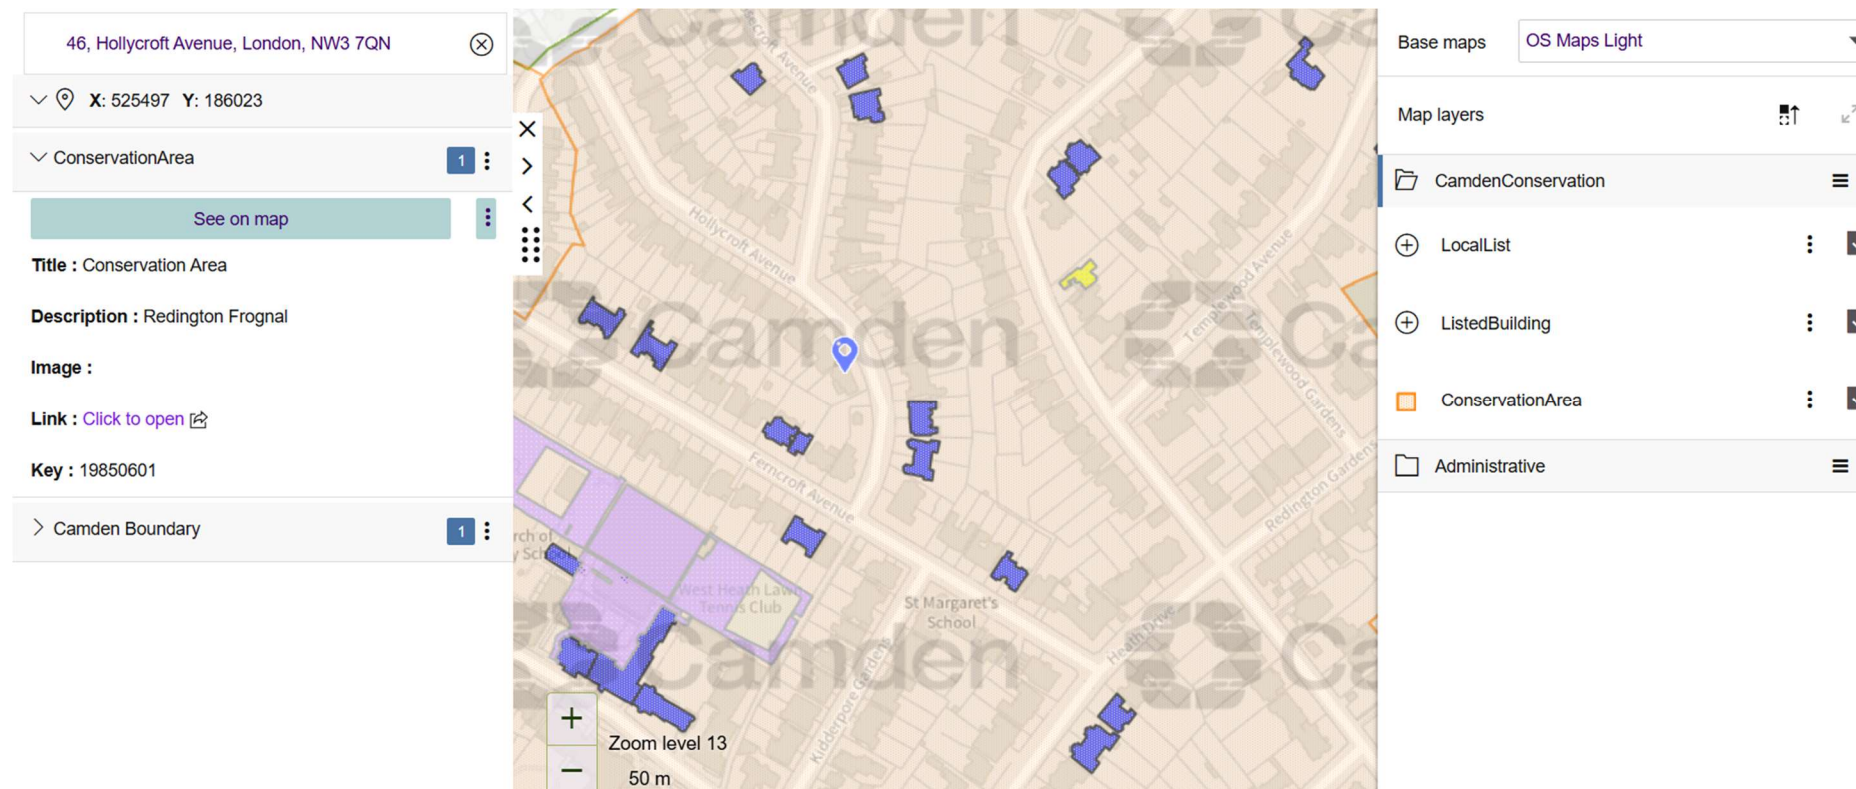 46, Hollycroft Avenue, London, NW3 7QN
X: 525497 Y: 186023
ConservationArea
1
See on map
Title : Conservation Area
Description : Redington Frognal
Image :
Link : Click to open
Key : 19850601
Camden Boundary
1
Camden
Hollycroft Avenue
Templewood Avenue
Templewood Gardens
Camden
Ferncroft Avenue
Redington Gardens
West Heath Lawn
Tennis Club
St Margaret's
School
Heath Drive
Camden
Kidderpore Gardens
+
Zoom level 13
−
50 m
Base maps
OS Maps Light
Map layers
CamdenConservation
LocalList
ListedBuilding
ConservationArea
Administrative